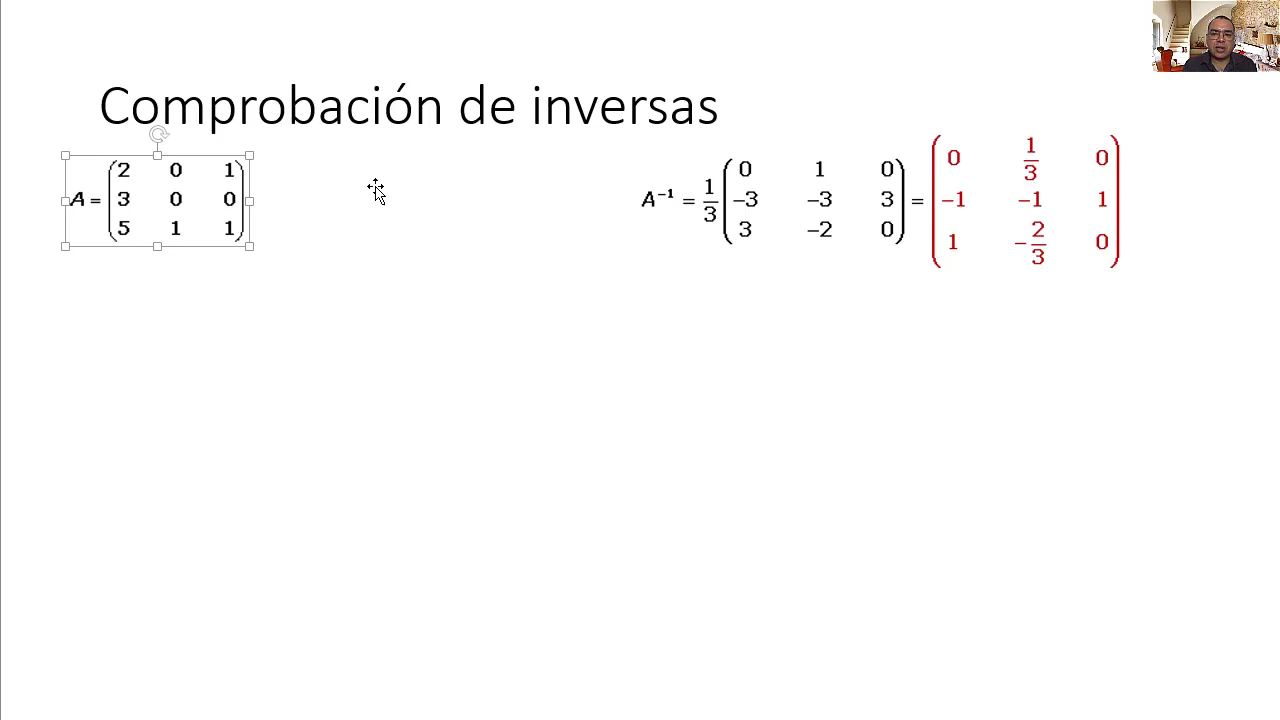 Comprobación de inversas
A = (2 0 1
3 0 0
5 1 1)
A⁻¹ = 1/3 (0 1 0
−3 −3 3
3 −2 0) = (0 1/3 0
−1 −1 1
1 −2/3 0)